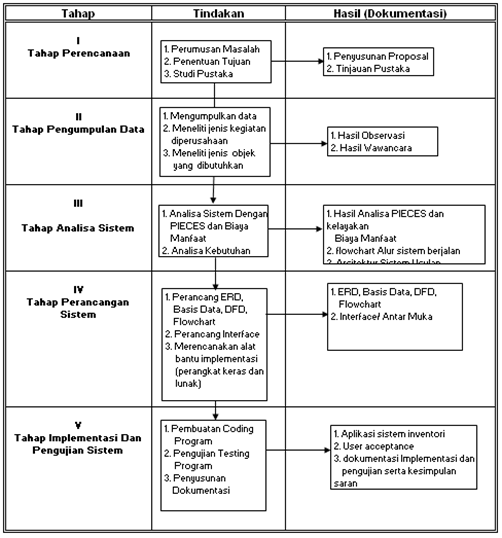 Tahap
Tindakan
Hasil (Dokumentasi)
I
Tahap Perencanaan
1. Perumusan Masalah
2. Penentuan Tujuan
3. Studi Pustaka
1. Penyusunan Proposal
2. Tinjauan Pustaka
II
Tahap Pengumpulan Data
1. Mengumpulkan data
2. Meneliti jenis kegiatan
diperusahaan
3. Meneliti jenis objek
yang dibutuhkan
1. Hasil Observasi
2. Hasil Wawancara
III
Tahap Analisa Sistem
1. Analisa Sistem Dengan
PIECES dan Biaya
Manfaat
2. Analisa Kebutuhan
1. Hasil Analisa PIECES dan
kelayakan
Biaya Manfaat
2. flowchart Alur sistem berjalan
3. Arsitektur Sistem Usulan
IV
Tahap Perancangan
Sistem
1. Perancang ERD,
Basis Data, DFD,
Flowchart
2. Perancang Interface
3. Merencanakan alat
bantu implementasi
(perangkat keras dan
lunak)
1. ERD, Basis Data, DFD,
Flowchart
2. Interface/ Antar Muka
V
Tahap Implementasi Dan
Pengujian Sistem
1. Pembuatan Coding
Program
2. Pengujian Testing
Program
3. Penyusunan
Dokumentasi
1. Aplikasi sistem inventori
2. User acceptance
3. dokumentasi Implementasi dan
pengujian serta kesimpulan
saran